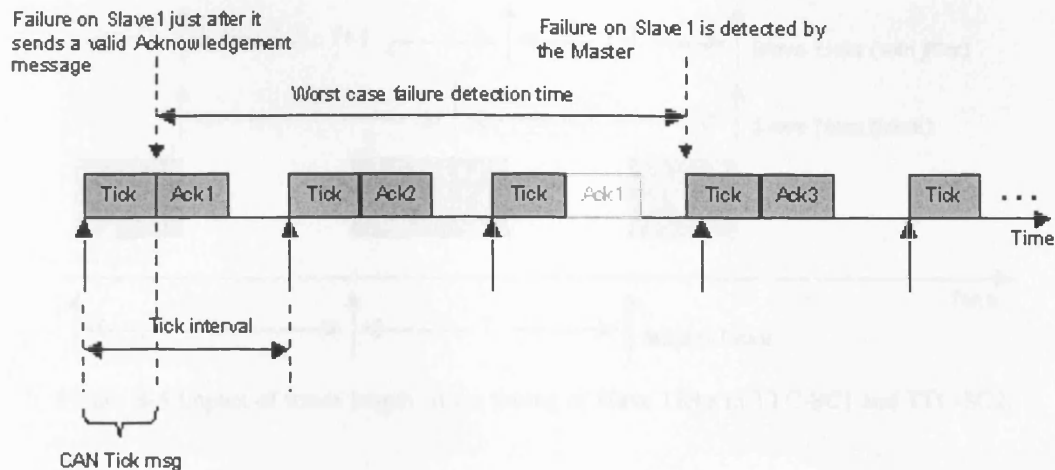 Failure on Slave1 just after it
sends a valid Acknowledgement
message
Failure on Slave 1 is detected by
the Master
Worst case failure detection time
Tick Ack1 Tick Ack2 Tick Ack1 Tick Ack3 Tick ...
Time
Tick interval
CAN Tick msg